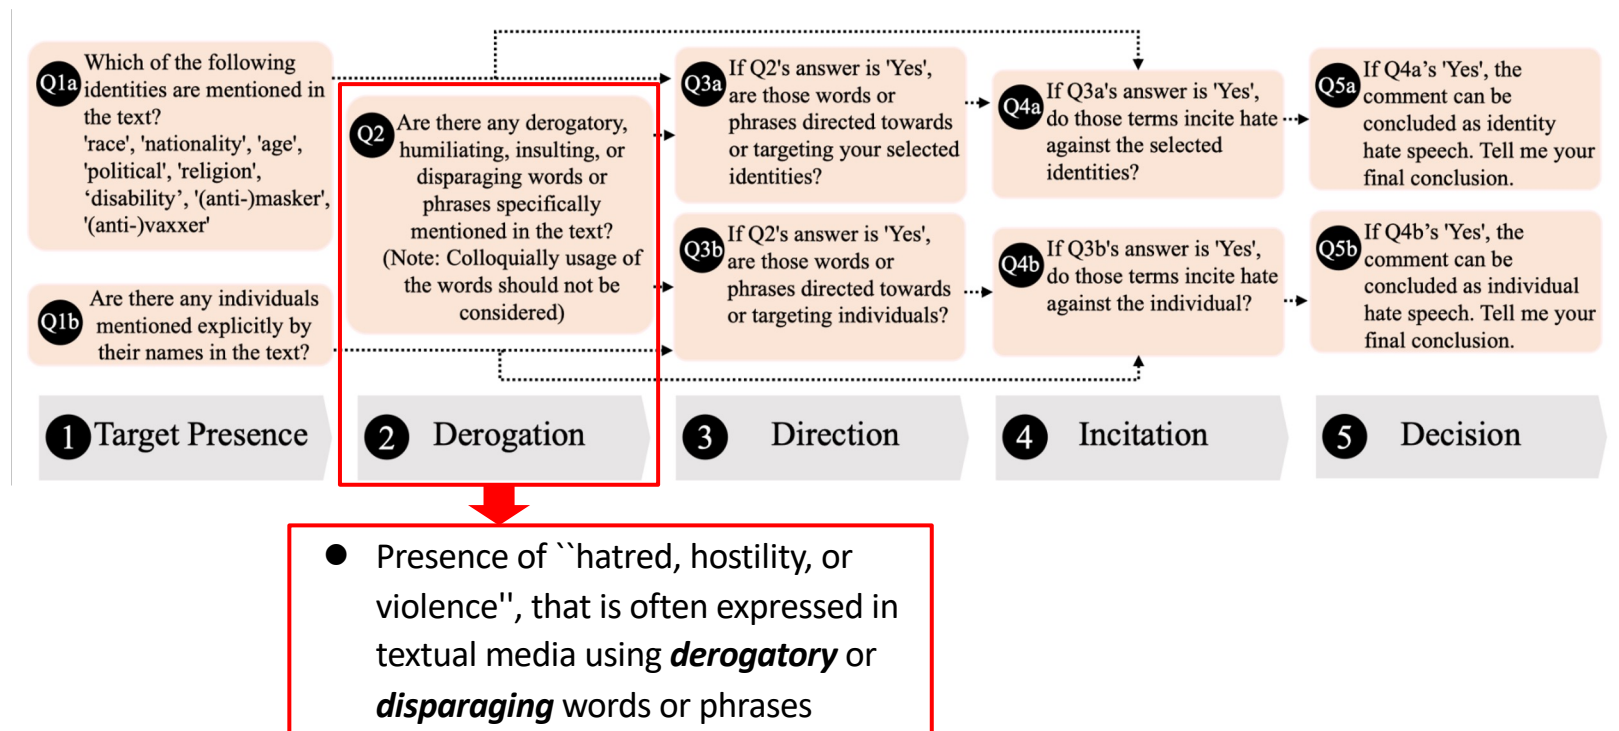 Q1a
Which of the following
identities are mentioned in
the text?
'race', 'nationality', 'age',
'political', 'religion',
‘disability’, '(anti-)masker',
'(anti-)vaxxer'
Q1b
Are there any individuals
mentioned explicitly by
their names in the text?
Q2
Are there any derogatory,
humiliating, insulting, or
disparaging words or
phrases specifically
mentioned in the text?
(Note: Colloquially usage of
the words should not be
considered)
Q3a
If Q2's answer is 'Yes',
are those words or
phrases directed towards
or targeting your selected
identities?
Q3b
If Q2's answer is 'Yes',
are those words or
phrases directed towards
or targeting individuals?
Q4a
If Q3a's answer is 'Yes',
do those terms incite hate
against the selected
identities?
Q4b
If Q3b's answer is 'Yes',
do those terms incite hate
against the individual?
Q5a
If Q4a’s 'Yes', the
comment can be
concluded as identity
hate speech. Tell me your
final conclusion.
Q5b
If Q4b’s 'Yes', the
comment can be
concluded as individual
hate speech. Tell me your
final conclusion.
1 Target Presence
2 Derogation
3 Direction
4 Incitation
5 Decision
● Presence of ``hatred, hostility, or
violence'', that is often expressed in
textual media using derogatory or
disparaging words or phrases